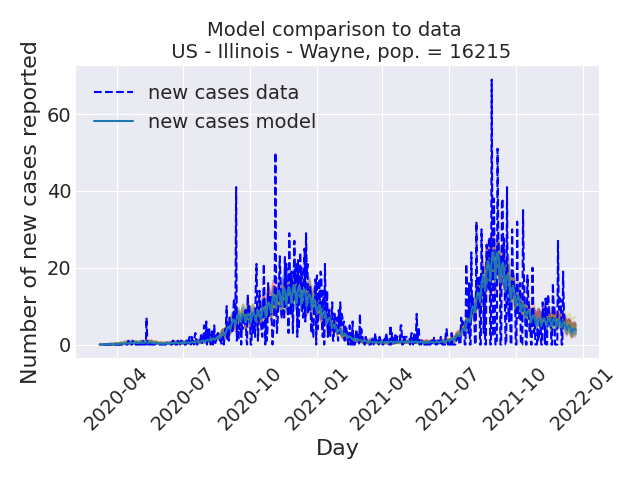 Model comparison to data
US - Illinois - Wayne, pop. = 16215
new cases data
new cases model
Number of new cases reported
60
40
20
0
2020-04
2020-07
2020-10
2021-01
2021-04
2021-07
2021-10
2022-01
Day